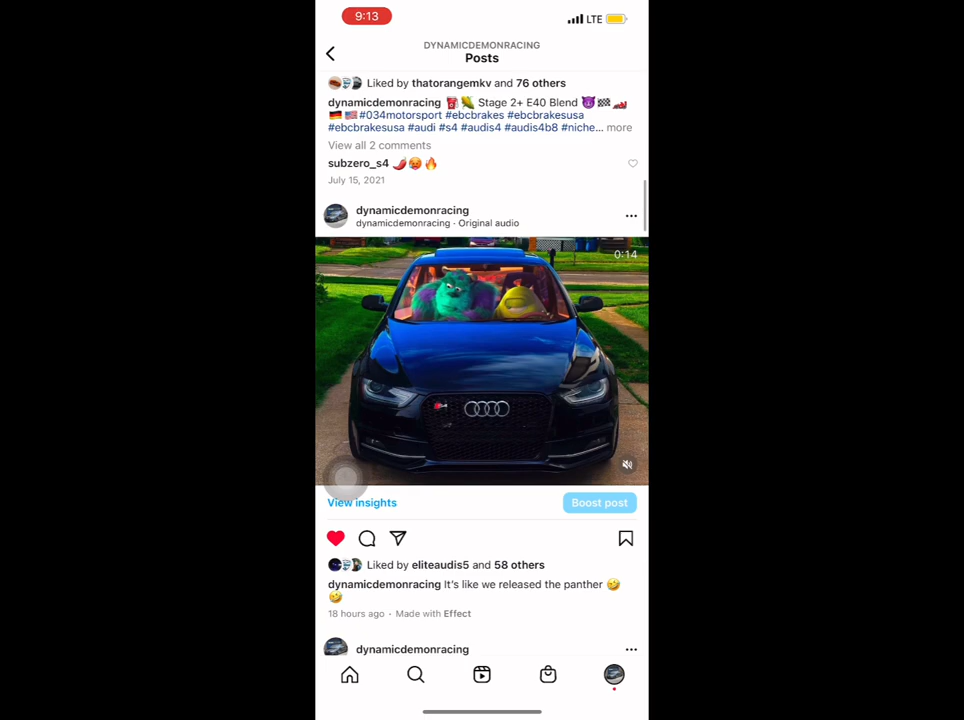 9:13
LTE
DYNAMICDEMONRACING
Posts
Liked by thatorangemkv and 76 others
dynamicdemonracing Stage 2+ E40 Blend
#034motorsport #ebcbrakes #ebcbrakesusa
#ebcbrakesusa #audi #s4 #audis4 #audis4b8 #niche... more
View all 2 comments
subzero_s4
July 15, 2021
dynamicdemonracing
dynamicdemonracing · Original audio
0:14
View insights
Boost post
Liked by eliteaudis5 and 58 others
dynamicdemonracing It's like we released the panther 🤣
🤣
18 hours ago · Made with Effect
dynamicdemonracing